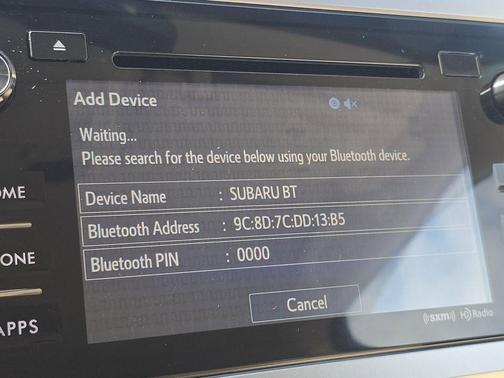 Add Device
Waiting...
Please search for the device below using your Bluetooth device.
Device Name : SUBARU BT
Bluetooth Address : 9C:8D:7C:DD:13:B5
Bluetooth PIN : 0000
Cancel
OME
ONE
APPS
((sxm)) HD Radio